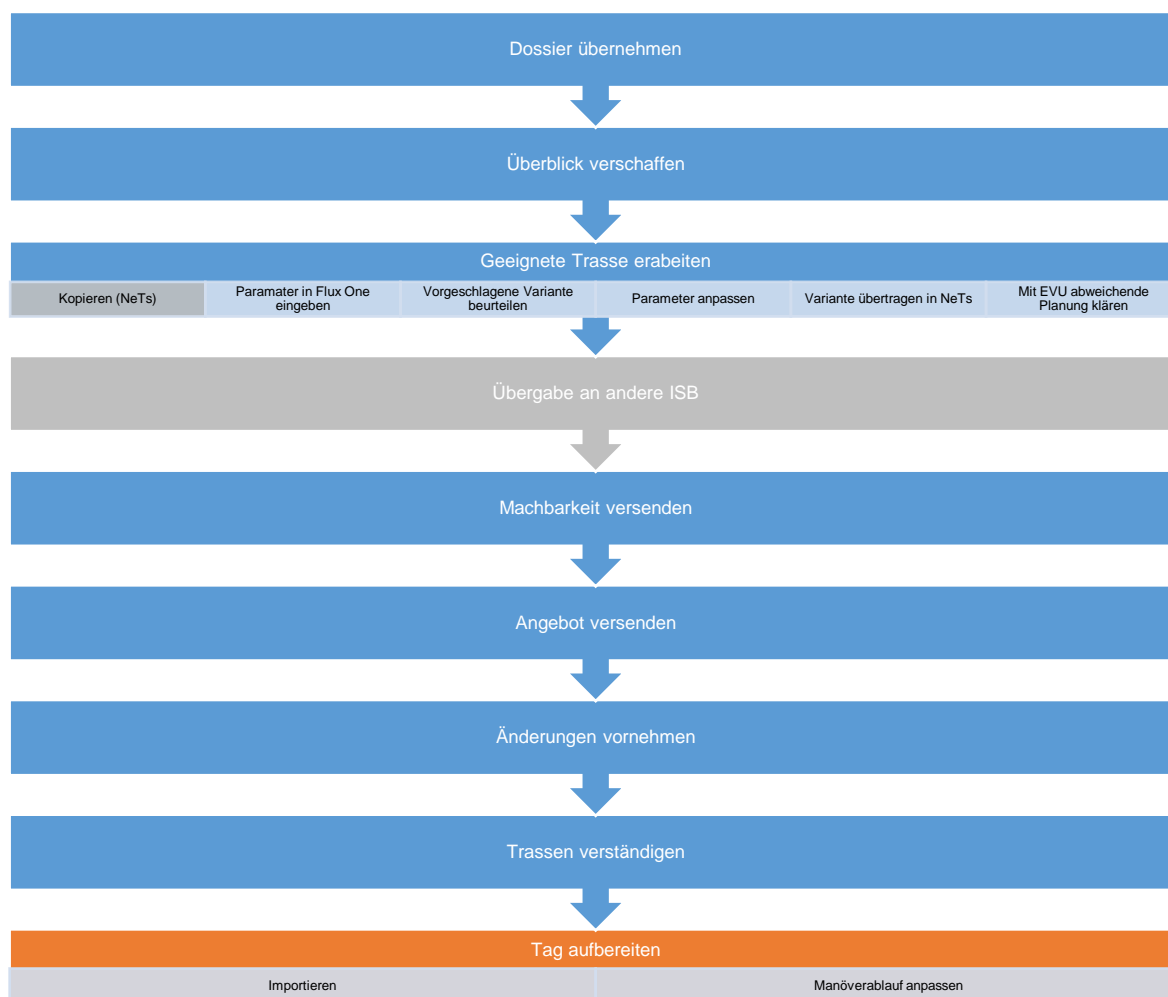 Dossier übernehmen
Überblick verschaffen
Geeignete Trasse erabeiten
Kopieren (NeTs)
Paramater in Flux One
eingeben
Vorgeschlagene Variante
beurteilen
Parameter anpassen
Variante übertragen in NeTs
Mit EVU abweichende
Planung klären
Übergabe an andere ISB
Machbarkeit versenden
Angebot versenden
Änderungen vornehmen
Trassen verständigen
Tag aufbereiten
Importieren
Manöverablauf anpassen